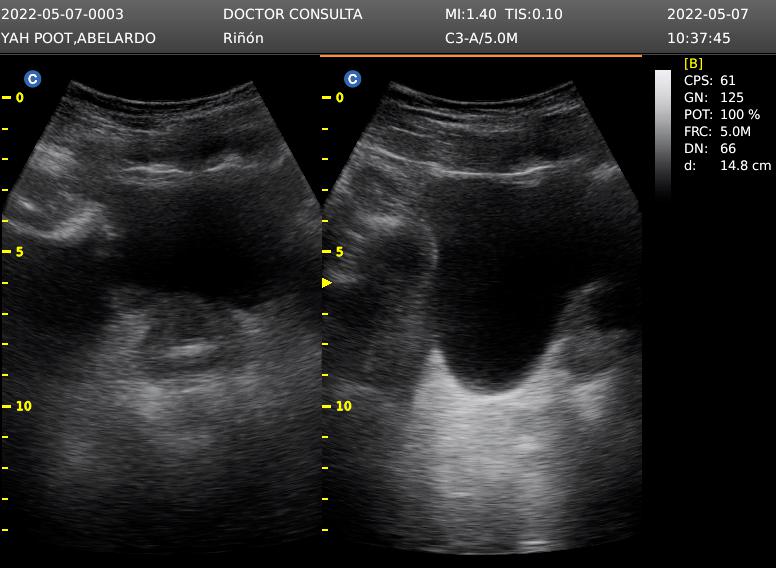 2022-05-07-0003 DOCTOR CONSULTA MI:1.40 TIS:0.10 2022-05-07
YAH POOT,ABELARDO Riñón C3-A/5.0M 10:37:45
[B]
CPS: 61
GN: 125
POT: 100 %
FRC: 5.0M
DN: 66
d: 14.8 cm
C C
0 0
5 5
10 10